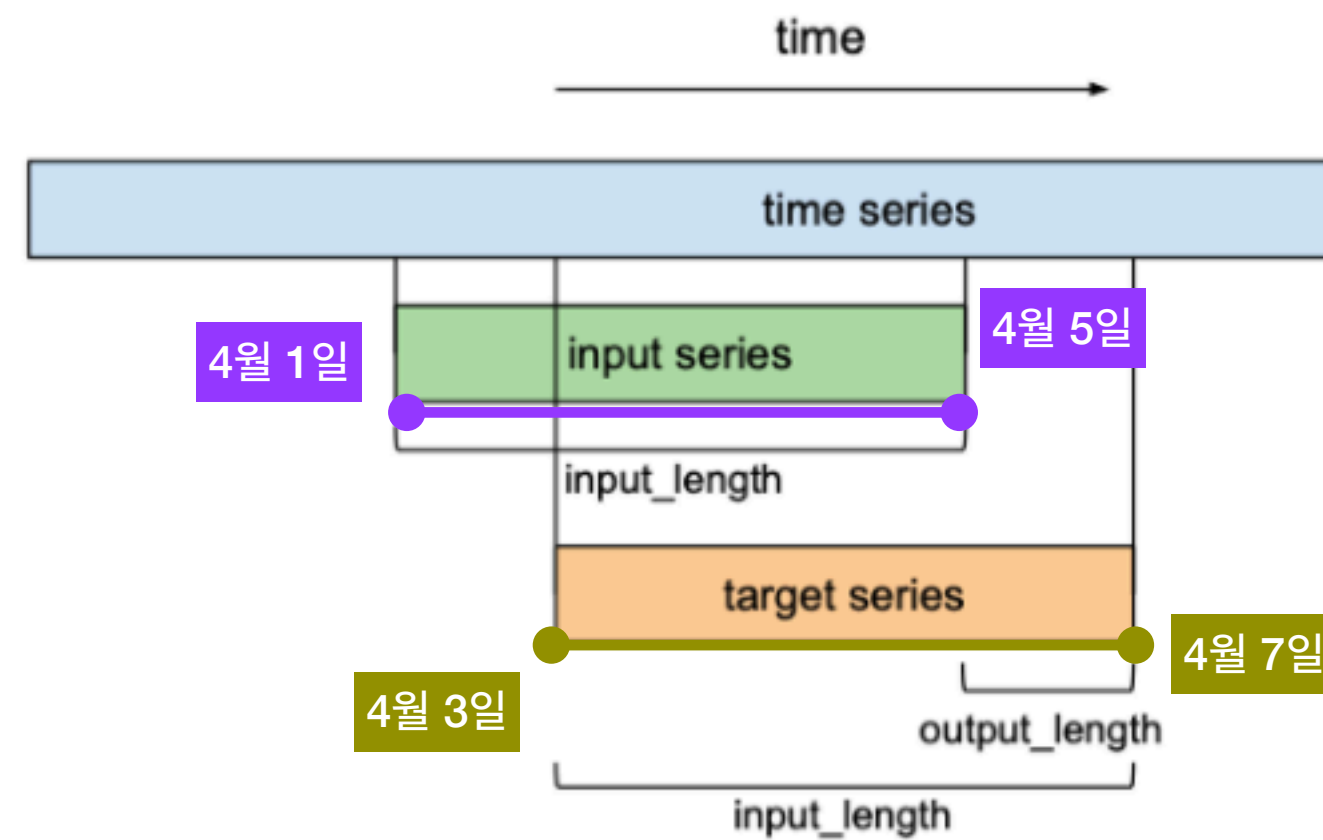 time
time series
4월 1일
input series
4월 5일
input_length
target series
4월 3일
4월 7일
output_length
input_length